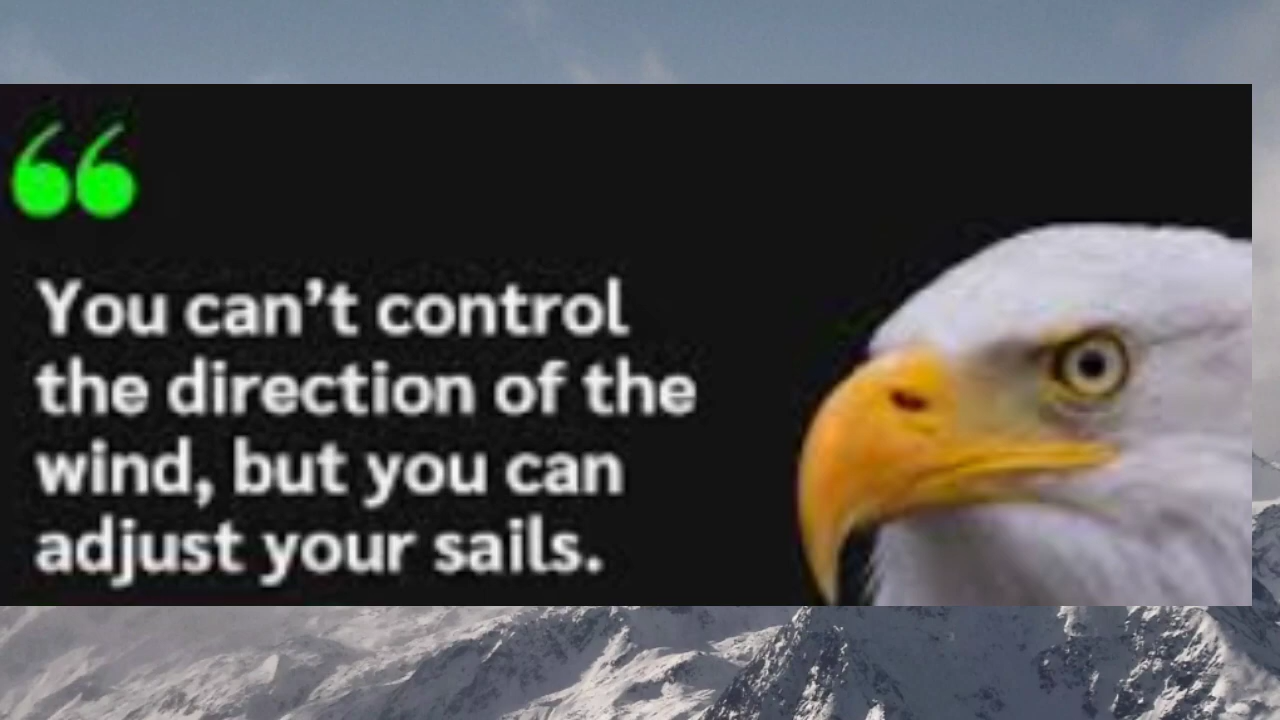 “
You can’t control
the direction of the
wind, but you can
adjust your sails.